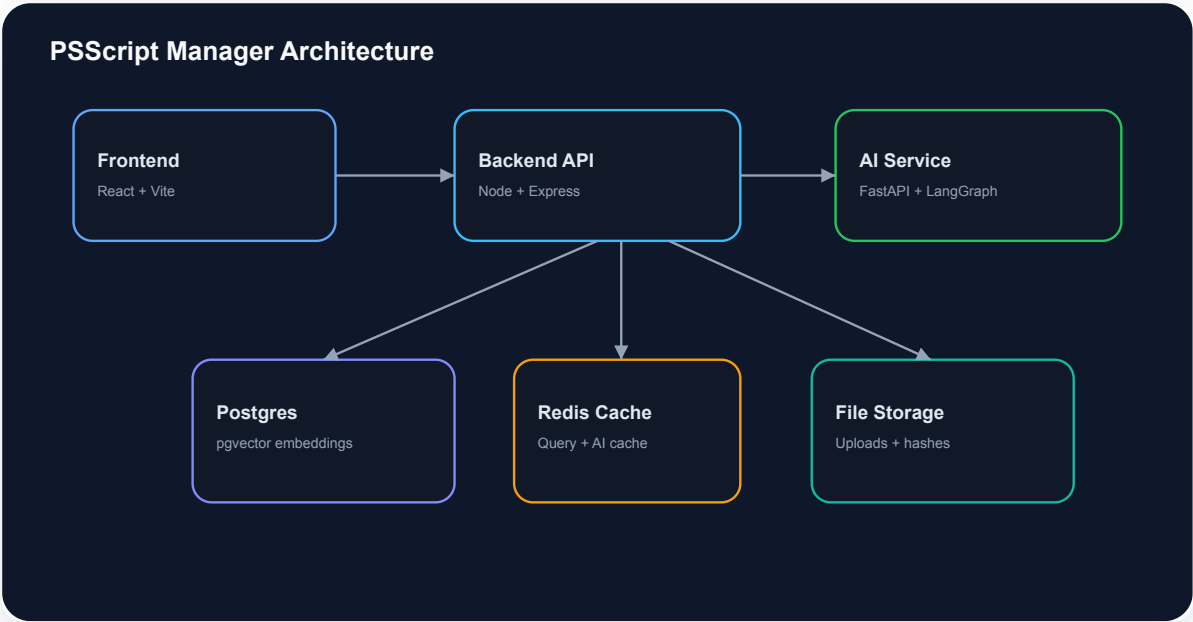 PSScript Manager Architecture
Frontend
React + Vite
Backend API
Node + Express
AI Service
FastAPI + LangGraph
Postgres
pgvector embeddings
Redis Cache
Query + AI cache
File Storage
Uploads + hashes